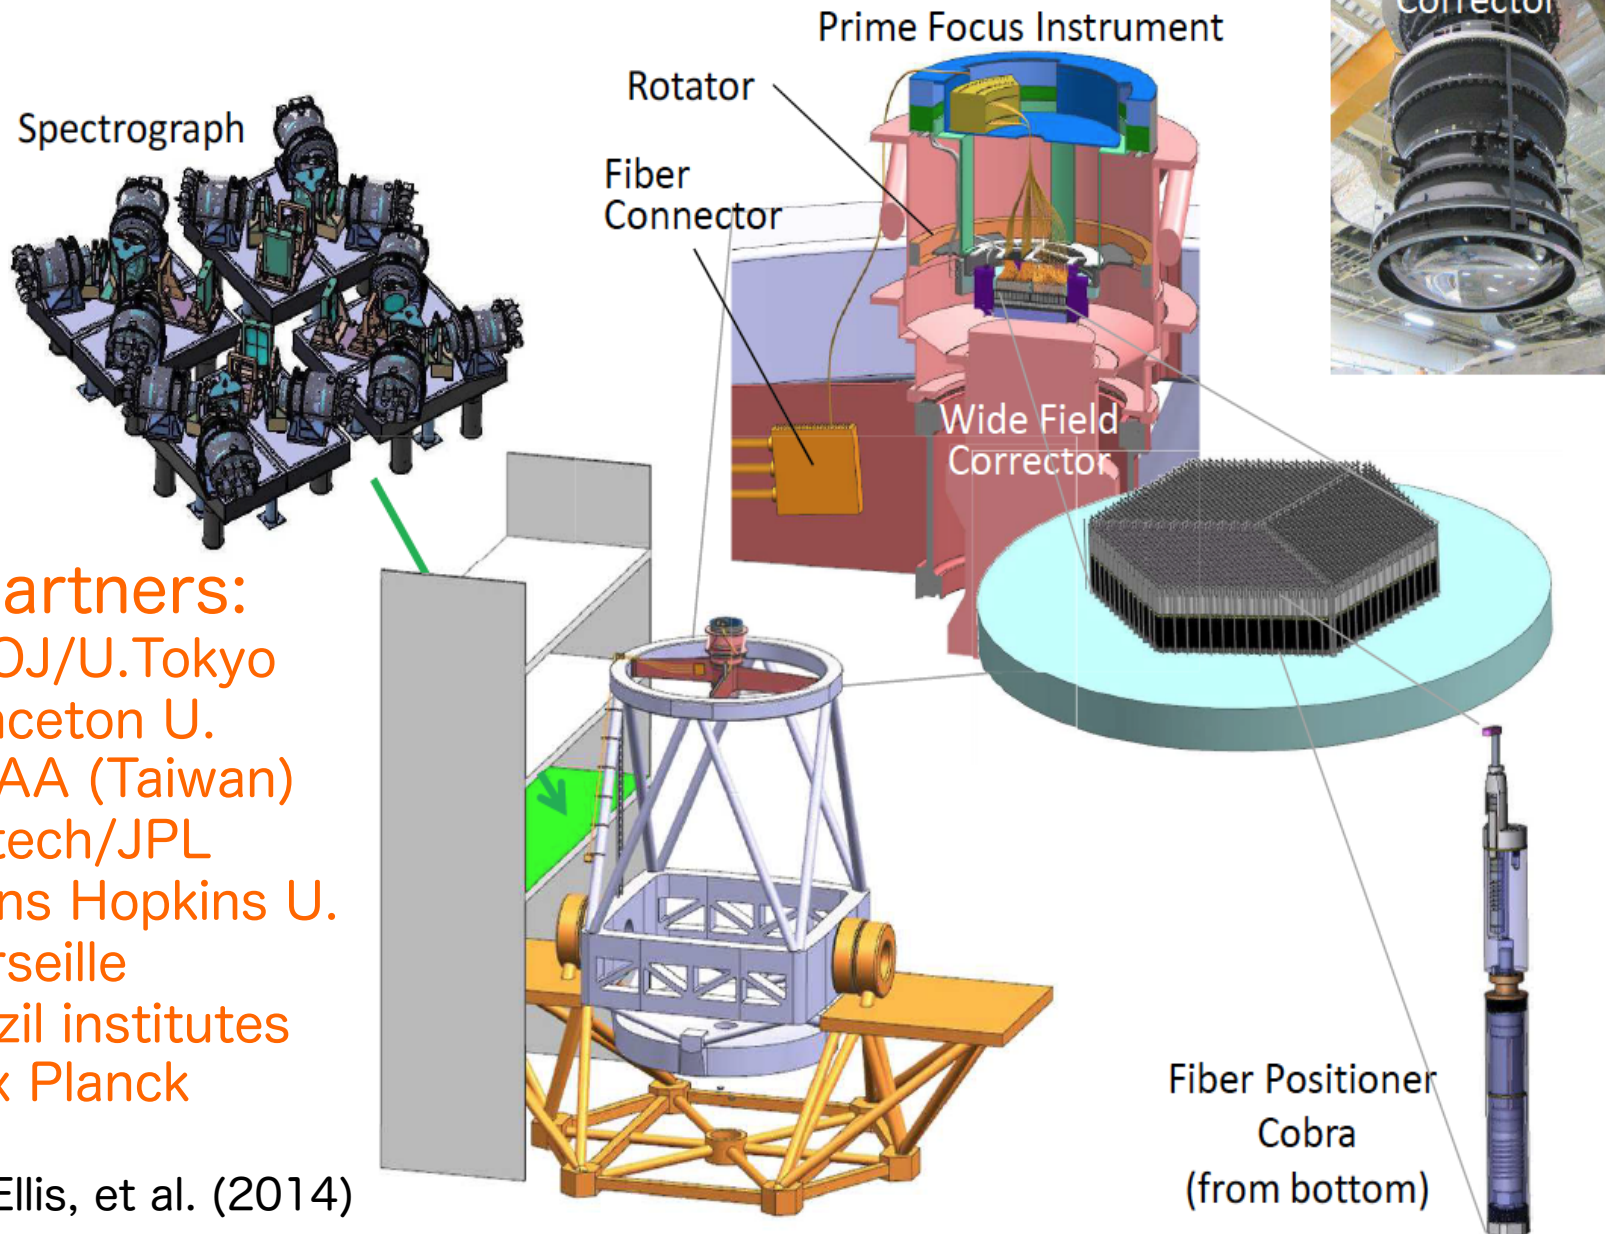 Prime Focus Instrument
Corrector
Rotator
Spectrograph
Fiber
Connector
Wide Field
Corrector
artners:
OJ/U.Tokyo
nceton U.
AA (Taiwan)
tech/JPL
ns Hopkins U.
rseille
zil institutes
x Planck
Ellis, et al. (2014)
Fiber Positioner
Cobra
(from bottom)